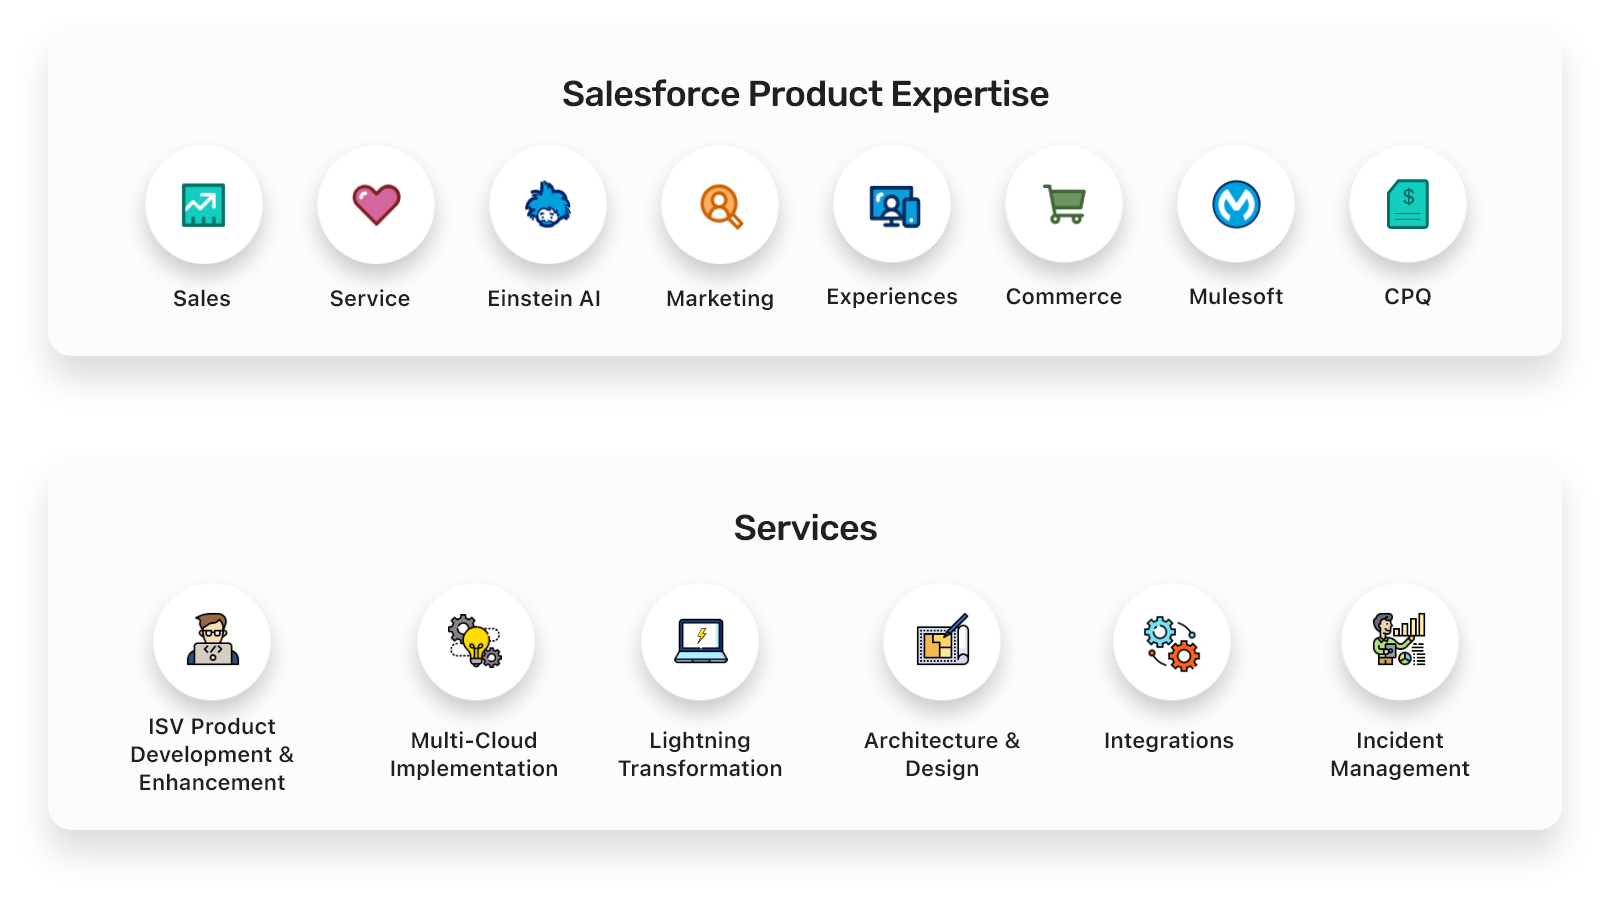 Salesforce Product Expertise
Sales
Service
Einstein AI
Marketing
Experiences
Commerce
Mulesoft
$
CPQ
Services
</>
ISV Product
Development &
Enhancement
Multi-Cloud
Implementation
Lightning
Transformation
Architecture &
Design
Integrations
Incident
Management